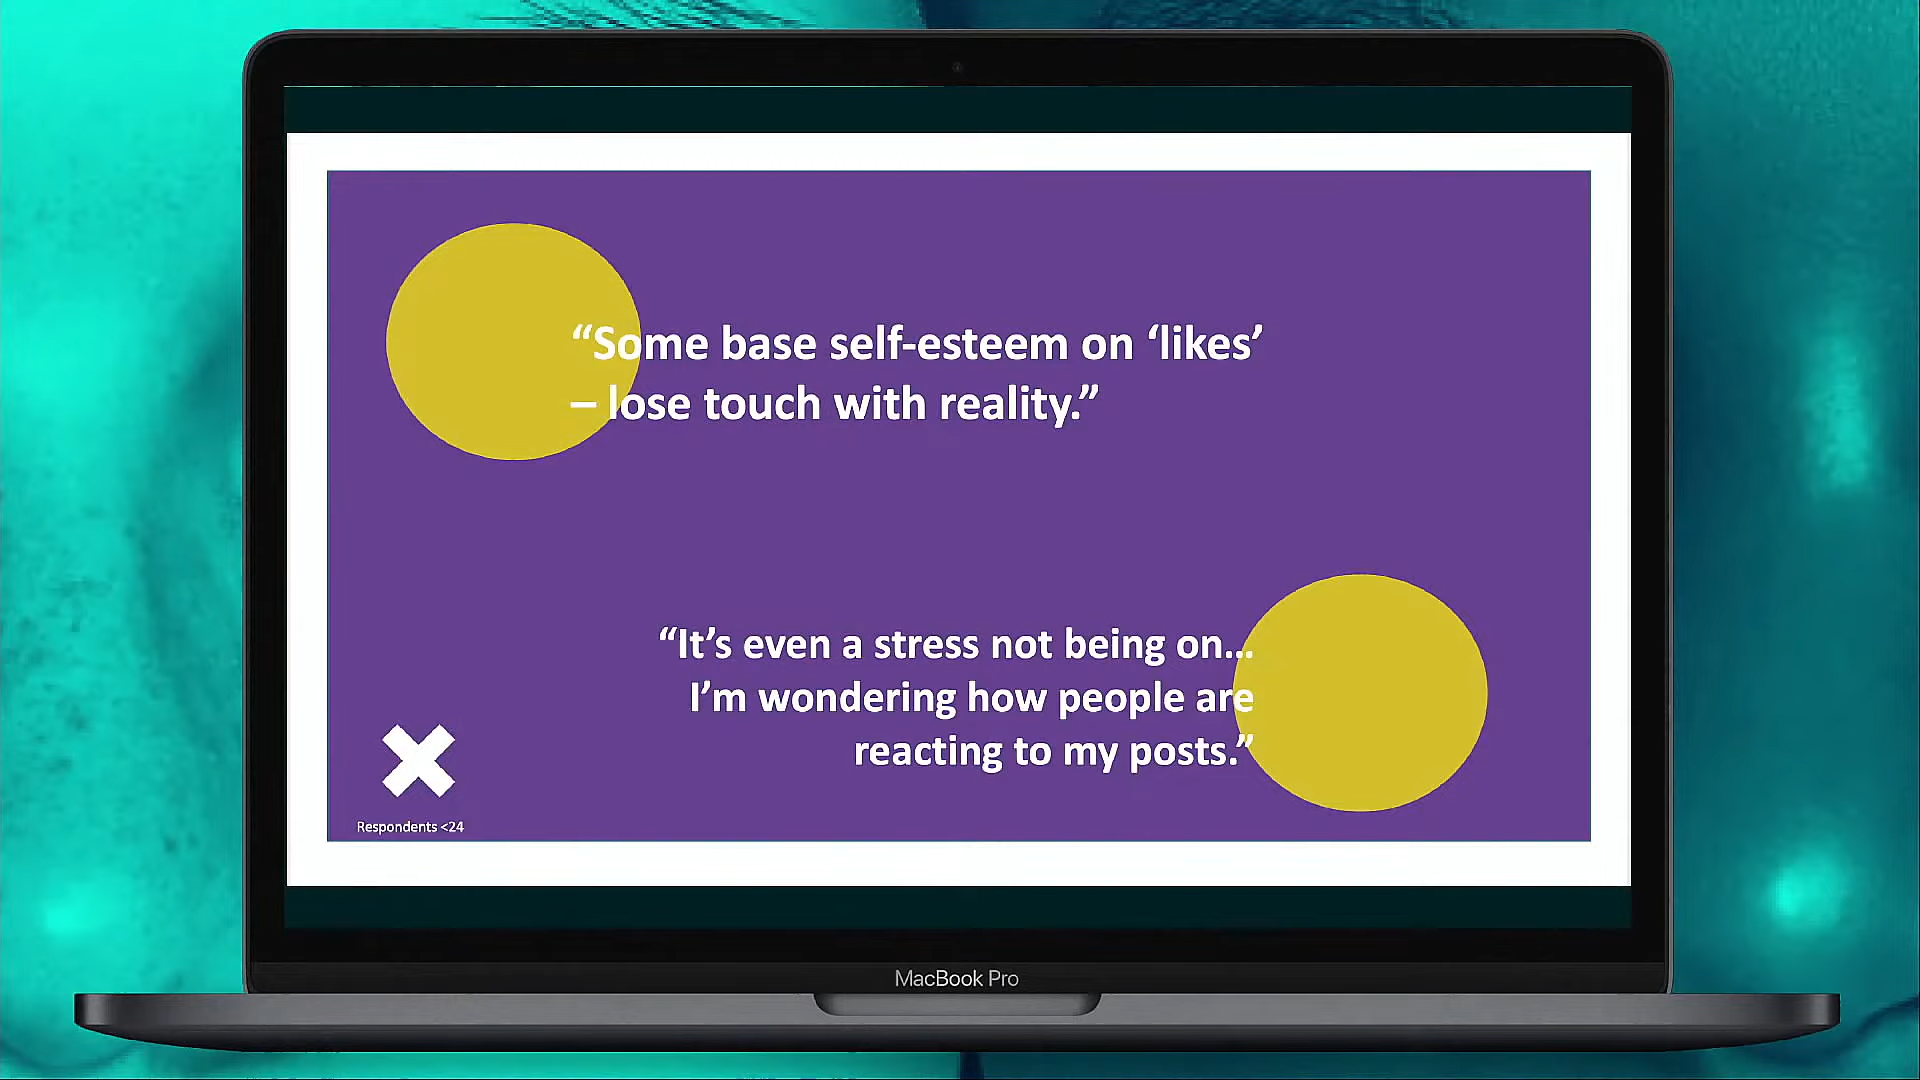 “Some base self-esteem on ‘likes’
– lose touch with reality.”
“It’s even a stress not being on...
I’m wondering how people are
reacting to my posts.”
Respondents <24
MacBook Pro